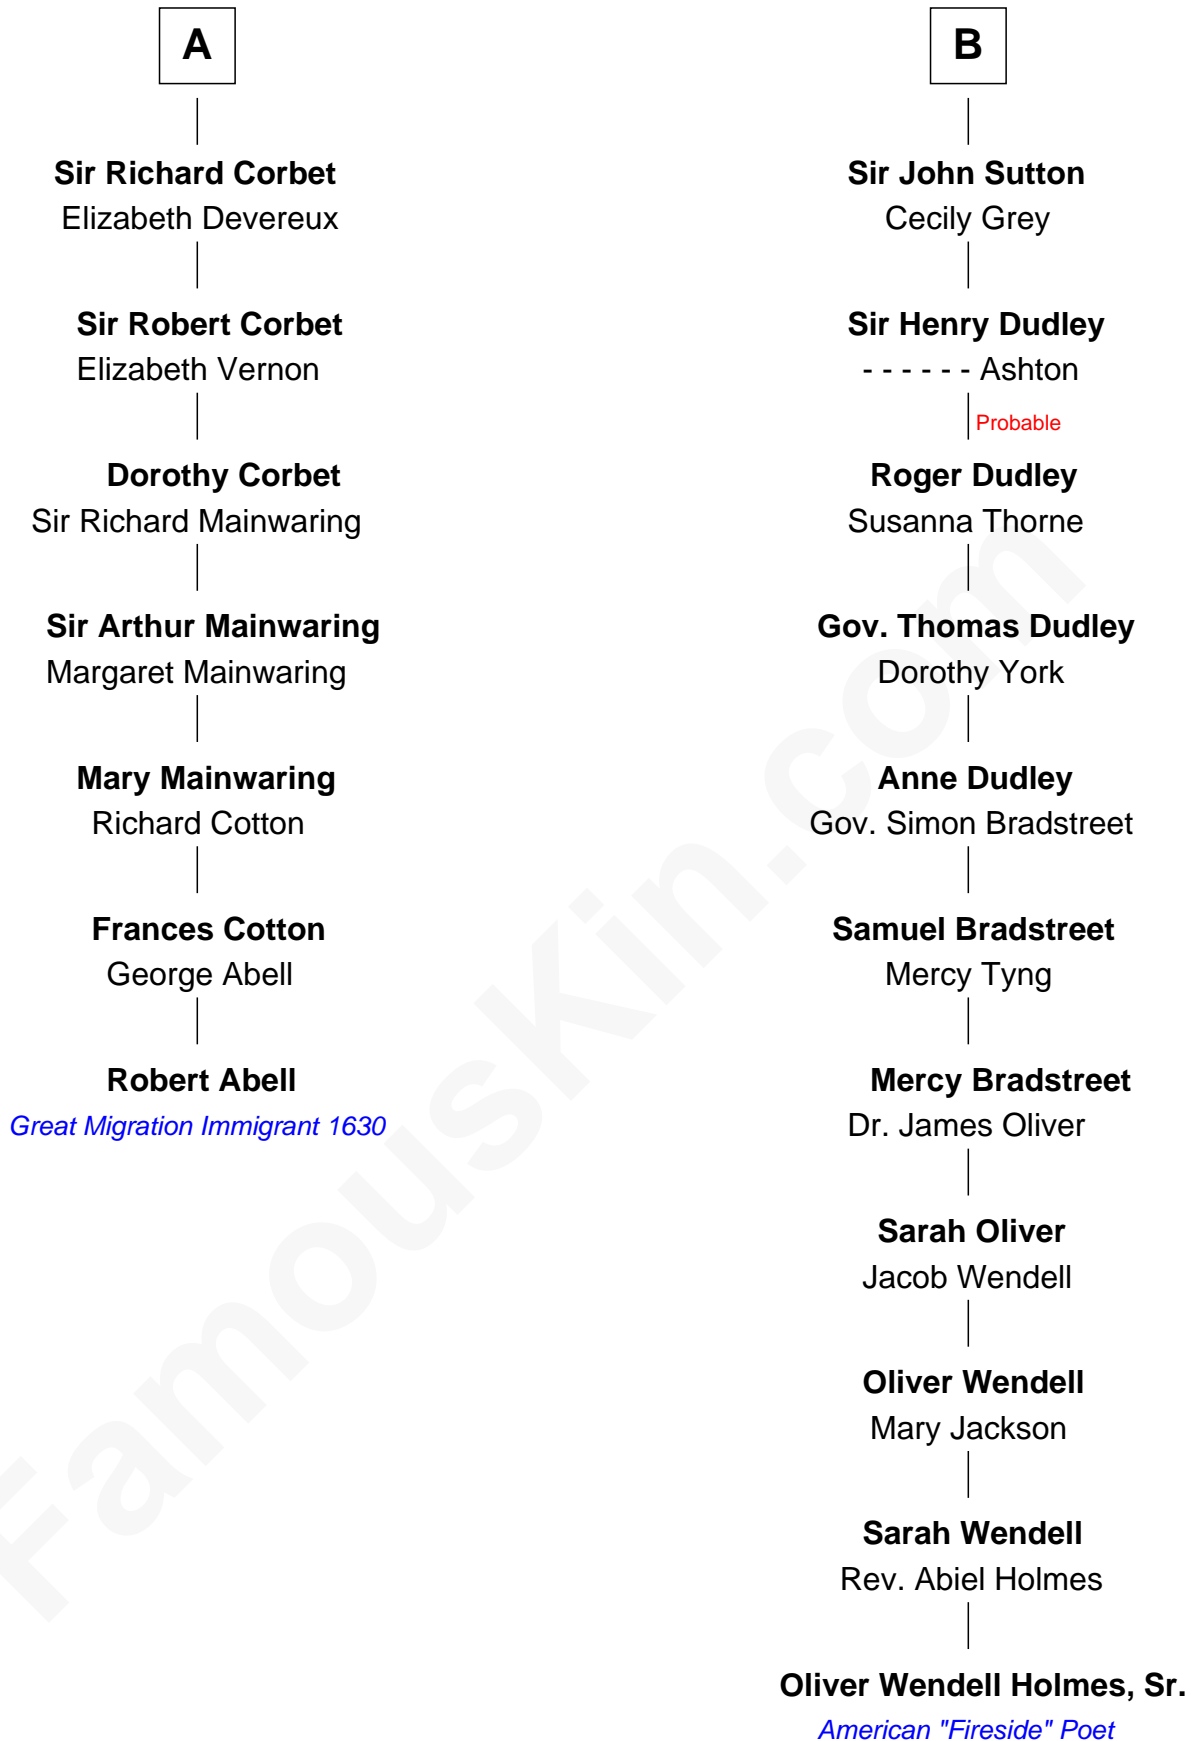 A
Sir Richard Corbet
Elizabeth Devereux
Sir Robert Corbet
Elizabeth Vernon
Dorothy Corbet
Sir Richard Mainwaring
Sir Arthur Mainwaring
Margaret Mainwaring
Mary Mainwaring
Richard Cotton
Frances Cotton
George Abell
Robert Abell
Great Migration Immigrant 1630
B
Sir John Sutton
Cecily Grey
Sir Henry Dudley
- - - - - - Ashton
Probable
Roger Dudley
Susanna Thorne
Gov. Thomas Dudley
Dorothy York
Anne Dudley
Gov. Simon Bradstreet
Samuel Bradstreet
Mercy Tyng
Mercy Bradstreet
Dr. James Oliver
Sarah Oliver
Jacob Wendell
Oliver Wendell
Mary Jackson
Sarah Wendell
Rev. Abiel Holmes
Oliver Wendell Holmes, Sr.
American "Fireside" Poet
FamousKin.com